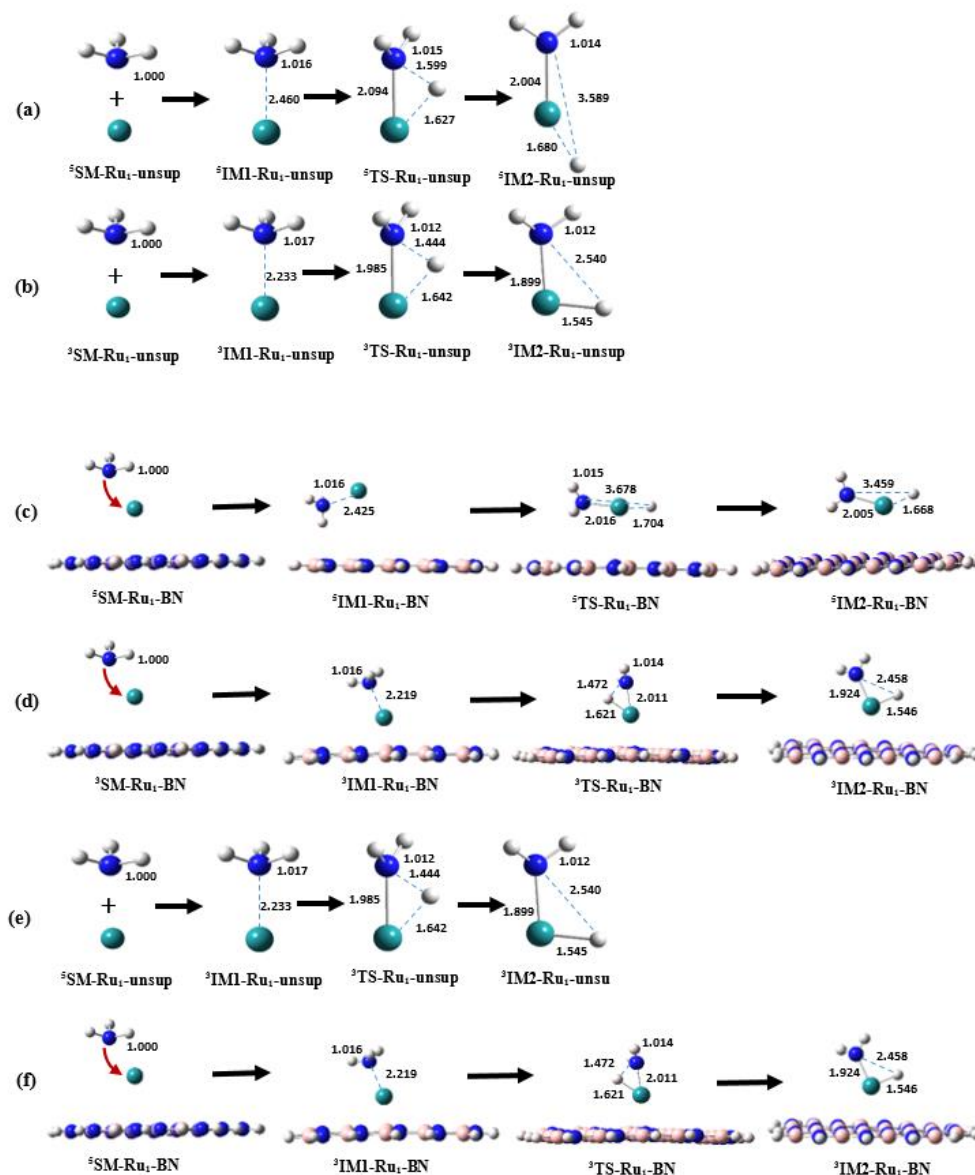 1.000
+
1.016
2.460
1.015
1.599
2.094
1.627
1.014
2.004
3.589
1.680
(a)
⁵SM-Ru₁-unsup
⁵IM1-Ru₁-unsup
⁵TS-Ru₁-unsup
⁵IM2-Ru₁-unsup
1.000
+
1.017
2.233
1.012
1.444
1.985
1.642
1.012
2.540
1.899
1.545
(b)
³SM-Ru₁-unsup
³IM1-Ru₁-unsup
³TS-Ru₁-unsup
³IM2-Ru₁-unsup
(c)
1.000
1.016
2.425
1.015
3.678
2.016
1.704
3.459
2.005
1.668
⁵SM-Ru₁-BN
⁵IM1-Ru₁-BN
⁵TS-Ru₁-BN
⁵IM2-Ru₁-BN
(d)
1.000
1.016
2.219
1.014
1.472
2.011
1.621
2.458
1.924
1.546
³SM-Ru₁-BN
³IM1-Ru₁-BN
³TS-Ru₁-BN
³IM2-Ru₁-BN
(e)
1.000
+
1.017
2.233
1.012
1.444
1.985
1.642
1.012
2.540
1.899
1.545
⁵SM-Ru₁-unsup
³IM1-Ru₁-unsup
³TS-Ru₁-unsup
³IM2-Ru₁-unsu
(f)
1.000
1.016
2.219
1.014
1.472
2.011
1.621
2.458
1.924
1.546
⁵SM-Ru₁-BN
³IM1-Ru₁-BN
³TS-Ru₁-BN
³IM2-Ru₁-BN